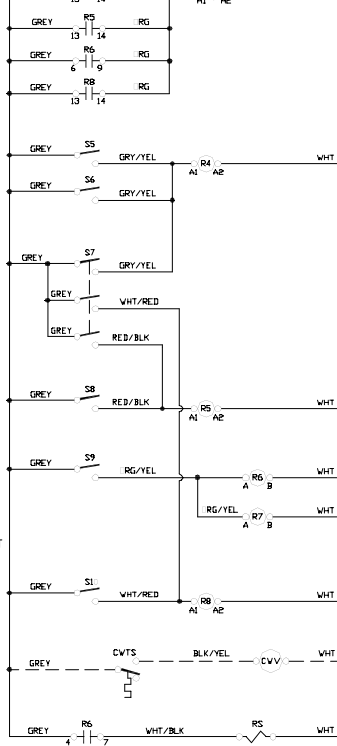 A1 A2
13 14
GREY R5 RG
13 14
GREY R6 RG
6 9
GREY R8 RG
13 14
GREY S5
GRY/YEL R4 WHT
A1 A2
GREY S6
GRY/YEL
GREY S7
GRY/YEL
GREY
WHT/RED
GREY
RED/BLK
GREY S8
RED/BLK R5 WHT
A1 A2
GREY S9
RG/YEL R6 WHT
A B
RG/YEL R7 WHT
A B
GREY S1
WHT/RED R8 WHT
A1 A2
CWTS BLK/YEL CWV WHT
GREY
GREY R6 WHT/BLK RS WHT
4 7